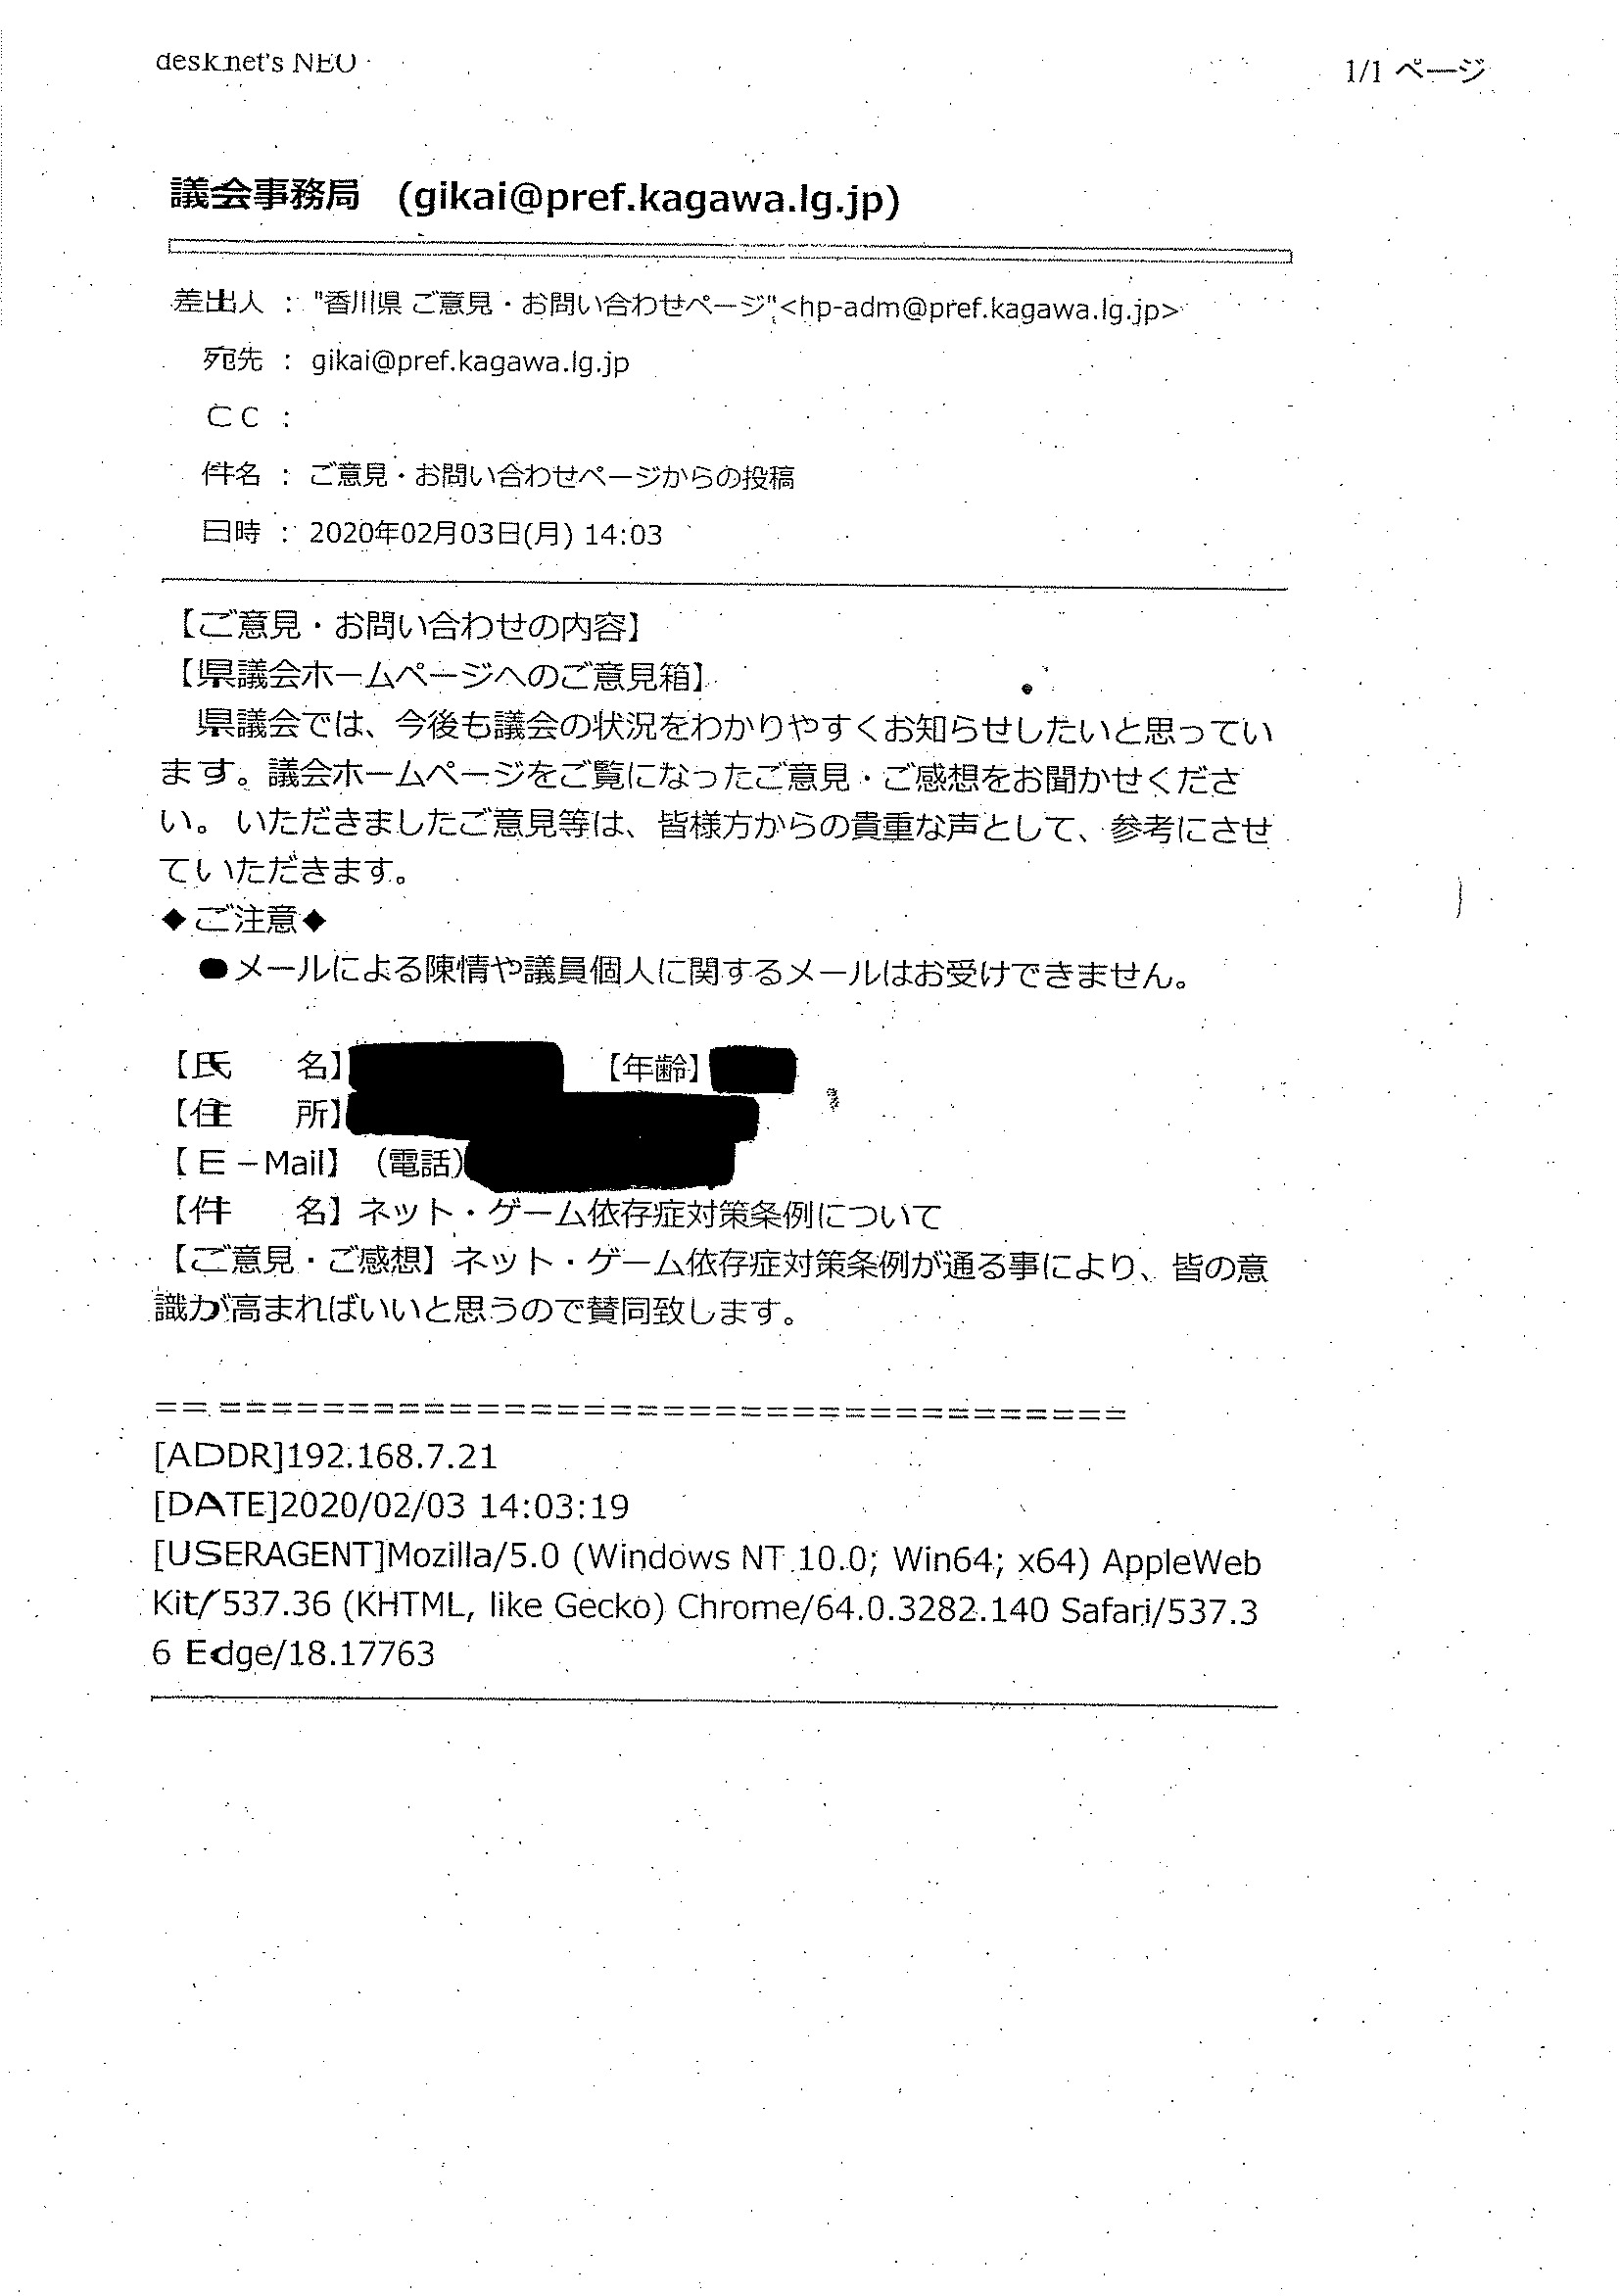 desknet's NEO
1/1 ページ
議会事務局 (gikai@pref.kagawa.lg.jp)
差出人 : "香川県 ご意見・お問い合わせページ"<hp-adm@pref.kagawa.lg.jp>
宛先 : gikai@pref.kagawa.lg.jp
CC :
件名 : ご意見・お問い合わせページからの投稿
日時 : 2020年02月03日(月) 14:03
【ご意見・お問い合わせの内容】
【県議会ホームページへのご意見箱】
　県議会では、今後も議会の状況をわかりやすくお知らせしたいと思ってい
ます。議会ホームページをご覧になったご意見・ご感想をお聞かせくださ
い。 いただきましたご意見等は、皆様方からの貴重な声として、参考にさせ
ていただきます。
◆ご注意◆
　●メールによる陳情や議員個人に関するメールはお受けできません。
【氏　　名】　【年齢】
【住　　所】
【E－Mail】（電話）
【件　　名】ネット・ゲーム依存症対策条例について
【ご意見・ご感想】ネット・ゲーム依存症対策条例が通る事により、皆の意
識が高まればいいと思うので賛同致します。
=====================================
[ADDR]192.168.7.21
[DATE]2020/02/03 14:03:19
[USERAGENT]Mozilla/5.0 (Windows NT 10.0; Win64; x64) AppleWeb
Kit/537.36 (KHTML, like Gecko) Chrome/64.0.3282.140 Safari/537.3
6 Edge/18.17763